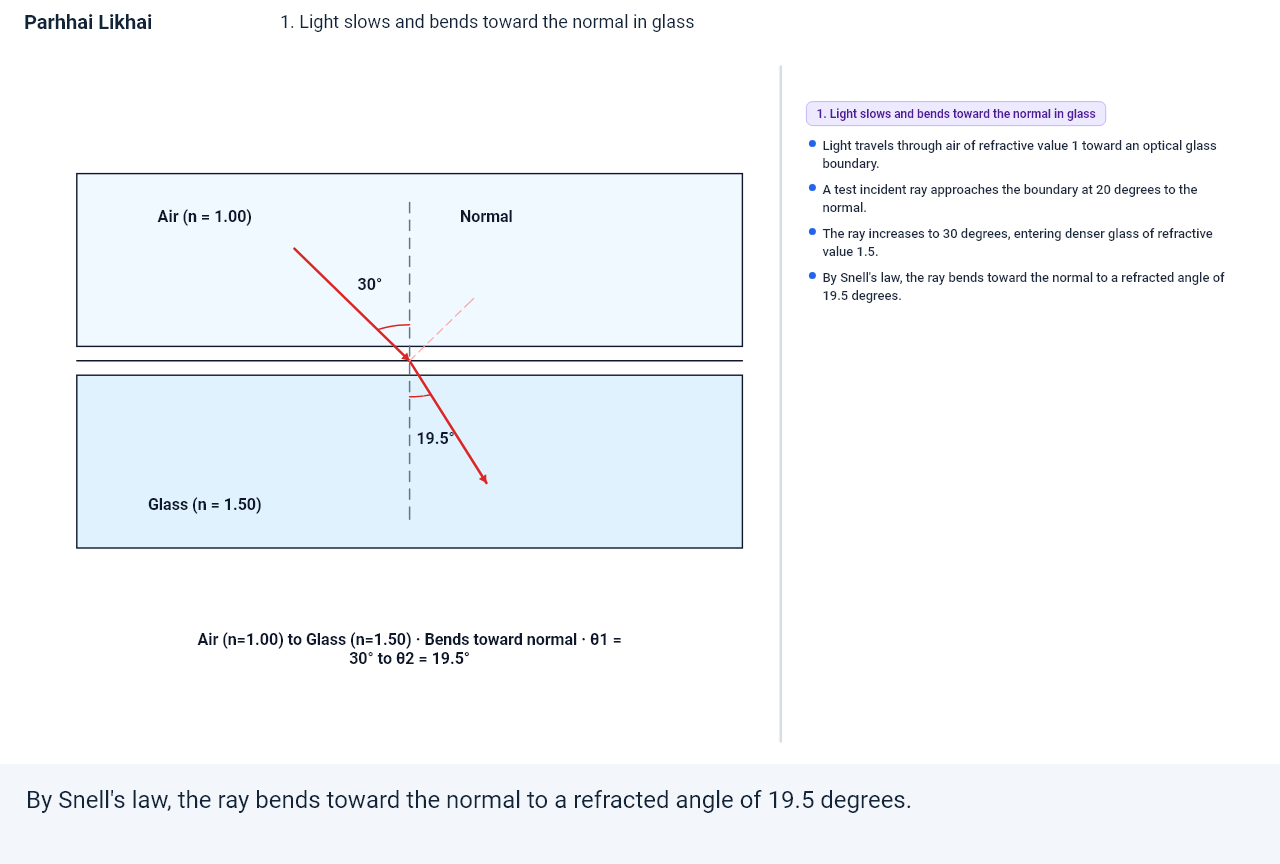 Parhhai Likhai
1. Light slows and bends toward the normal in glass
Air (n = 1.00)
Normal
30°
19.5°
Glass (n = 1.50)
Air (n=1.00) to Glass (n=1.50) · Bends toward normal · θ1 =
30° to θ2 = 19.5°
1. Light slows and bends toward the normal in glass
Light travels through air of refractive value 1 toward an optical glass
boundary.
A test incident ray approaches the boundary at 20 degrees to the
normal.
The ray increases to 30 degrees, entering denser glass of refractive
value 1.5.
By Snell's law, the ray bends toward the normal to a refracted angle of
19.5 degrees.
By Snell's law, the ray bends toward the normal to a refracted angle of 19.5 degrees.